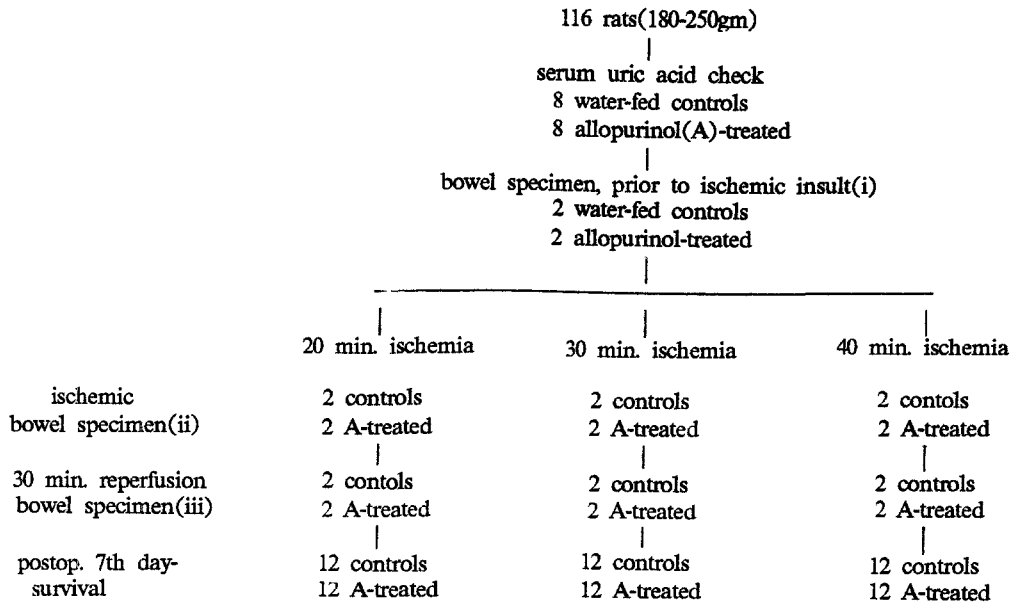 116 rats(180-250gm)
serum uric acid check
8 water-fed controls
8 allopurinol(A)-treated
bowel specimen, prior to ischemic insult(i)
2 water-fed controls
2 allopurinol-treated
20 min. ischemia 30 min. ischemia 40 min. ischemia
ischemic 2 controls 2 controls 2 contols
bowel specimen(ii) 2 A-treated 2 A-treated 2 A-treated
30 min. reperfusion 2 contols 2 controls 2 controls
bowel specimen(iii) 2 A-treated 2 A-treated 2 A-treated
postop. 7th day- 12 controls 12 controls 12 controls
survival 12 A-treated 12 A-treated 12 A-treated